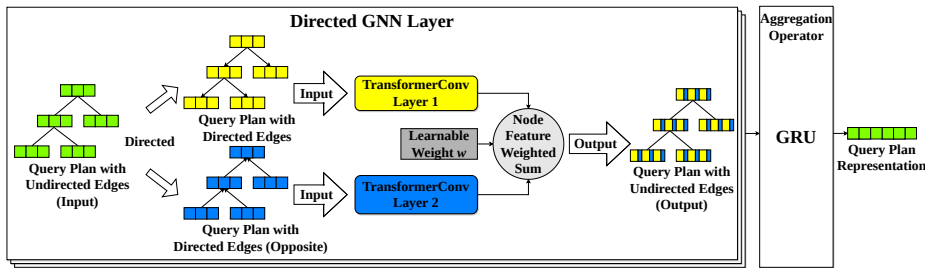 Directed GNN Layer
Query Plan with
Undirected Edges
(Input)
Directed
Query Plan with
Directed Edges
Query Plan with
Directed Edges (Opposite)
Input
Input
TransformerConv
Layer 1
Learnable
Weight w
TransformerConv
Layer 2
Node
Feature
Weighted
Sum
Output
Query Plan with
Undirected Edges
(Output)
Aggregation
Operator
GRU
Query Plan
Representation